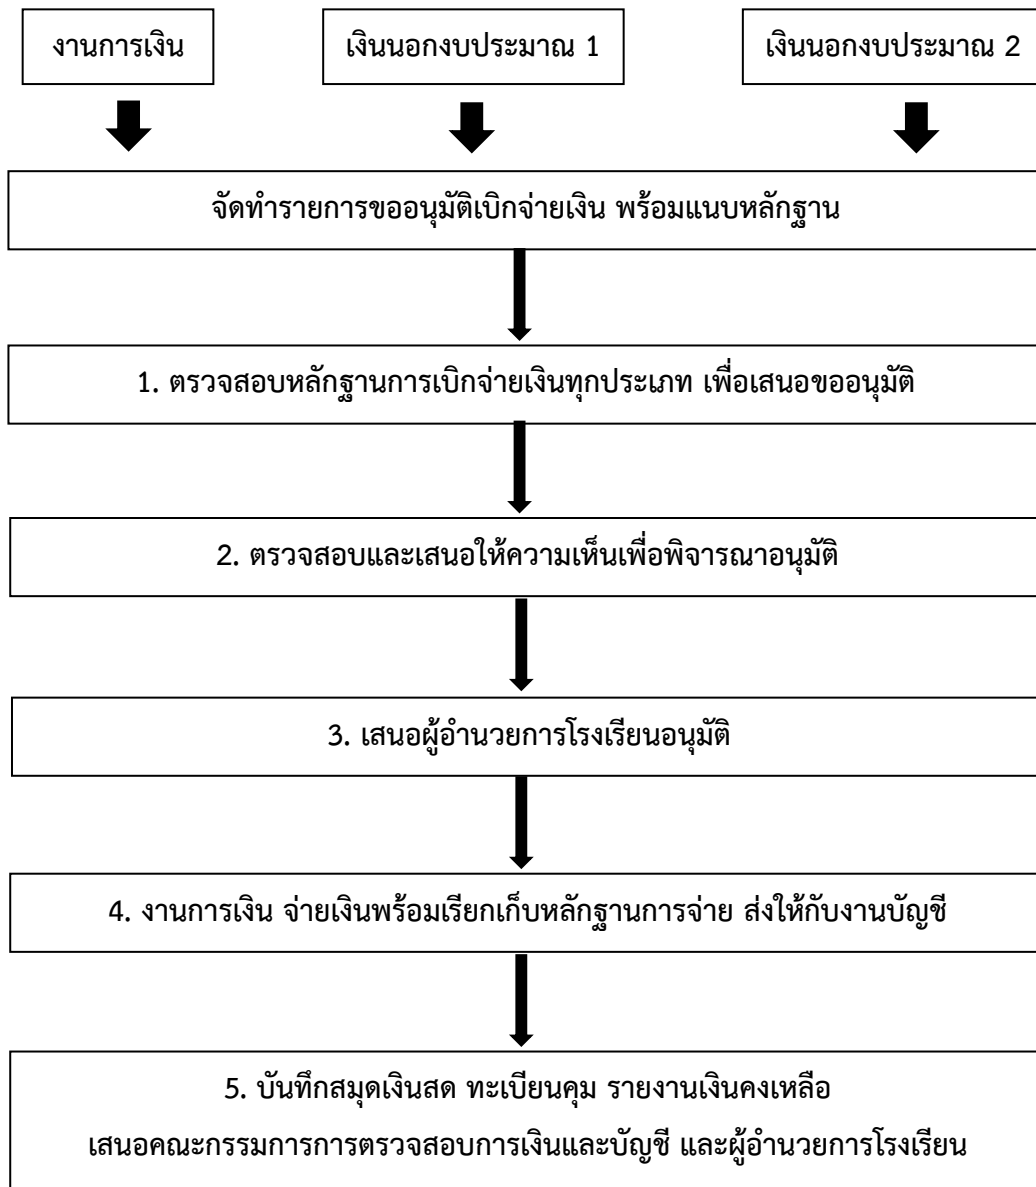 งานการเงิน
เงินนอกงบประมาณ 1
เงินนอกงบประมาณ 2
จัดทำรายการขออนุมัติเบิกจ่ายเงิน พร้อมแนบหลักฐาน
1. ตรวจสอบหลักฐานการเบิกจ่ายเงินทุกประเภท เพื่อเสนอขออนุมัติ
2. ตรวจสอบและเสนอให้ความเห็นเพื่อพิจารณาอนุมัติ
3. เสนอผู้อำนวยการโรงเรียนอนุมัติ
4. งานการเงิน จ่ายเงินพร้อมเรียกเก็บหลักฐานการจ่าย ส่งให้กับงานบัญชี
5. บันทึกสมุดเงินสด ทะเบียนคุม รายงานเงินคงเหลือ
เสนอคณะกรรมการการตรวจสอบการเงินและบัญชี และผู้อำนวยการโรงเรียน